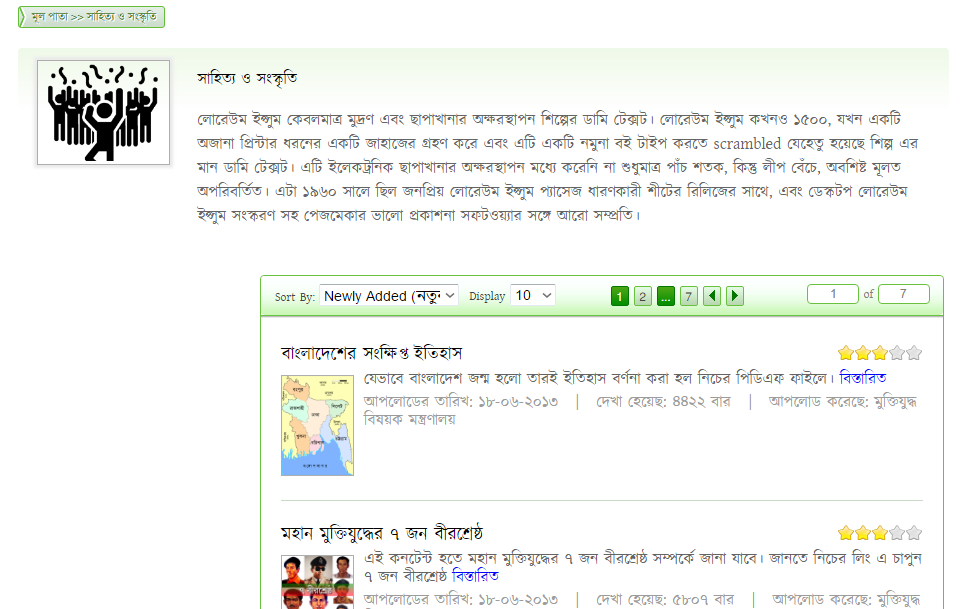 মূল পাতা >> সাহিত্য ও সংস্কৃতি
সাহিত্য ও সংস্কৃতি
লোরেউম ইপ্সুম কেবলমাত্র মুদ্রণ এবং ছাপাখানার অক্ষরস্থাপন শিল্পের ডামি টেক্সট। লোরেউম ইপ্সুম কখনও ১৫০০, যখন একটি
অজানা প্রিন্টার ধরনের একটি জাহাজের গ্রহণ করে এবং এটি একটি নমুনা বই টাইপ করতে scrambled যেহেতু হয়েছে শিল্প এর
মান ডামি টেক্সট। এটি ইলেকট্রনিক ছাপাখানার অক্ষরস্থাপন মধ্যে করেনি না শুধুমাত্র পাঁচ শতক, কিন্তু লীপ বেঁচে, অবশিষ্ট মূলত
অপরিবর্তিত। এটা ১৯৬০ সালে ছিল জনপ্রিয় লোরেউম ইপ্সুম প্যাসেজ ধারণকারী শীটের রিলিজের সাথে, এবং ডেস্কটপ লোরেউম
ইপ্সুম সংস্করণ সহ পেজমেকার ভালো প্রকাশনা সফটওয়্যার সঙ্গে আরো সম্প্রতি।
Sort By: Newly Added (নতুন Display 10 1 2 ... 7 1 of 7
বাংলাদেশের সংক্ষিপ্ত ইতিহাস
যেভাবে বাংলাদেশ জন্ম হলো তারই ইতিহাস বর্ণনা করা হল নিচের পিডিএফ ফাইলে। বিস্তারিত
আপলোডের তারিখ: ১৮-০৬-২০১৩ | দেখা হেয়েছ: ৪৪২২ বার | আপলোড করেছে: মুক্তিযুদ্ধ
বিষয়ক মন্ত্রণালয়
মহান মুক্তিযুদ্ধের ৭ জন বীরশ্রেষ্ঠ
এই কনটেন্ট হতে মহান মুক্তিযুদ্ধের ৭ জন বীরশ্রেষ্ঠ সম্পর্কে জানা যাবে। জানতে নিচের লিং এ চাপুন
৭ জন বীরশ্রেষ্ঠ বিস্তারিত
আপলোডের তারিখ: ১৮-০৬-২০১৩ | দেখা হেয়েছ: ৫৮০৭ বার | আপলোড করেছে: মুক্তিযুদ্ধ